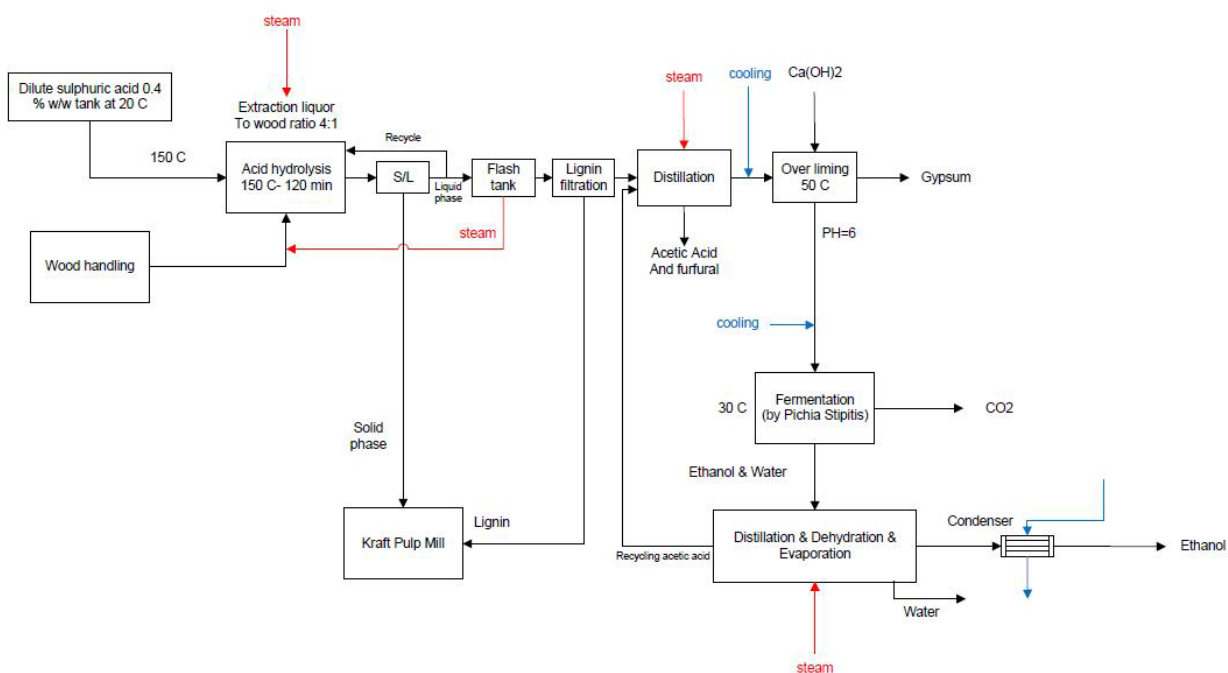 steam
Dilute sulphuric acid 0.4
% w/w tank at 20 C
Extraction liquor
To wood ratio 4:1
150 C
Acid hydrolysis
150 C- 120 min
Recycle
S/L
Liquid
phase
Flash
tank
Lignin
filtration
steam
cooling
Ca(OH)2
Distillation
Over liming
50 C
Gypsum
steam
Wood handling
Acetic Acid
And furfural
PH=6
cooling
30 C
Fermentation
(by Pichia Stipitis)
CO2
Solid
phase
Ethanol & Water
Kraft Pulp Mill
Lignin
Recycling acetic acid
Distillation & Dehydration &
Evaporation
Condenser
Ethanol
Water
steam